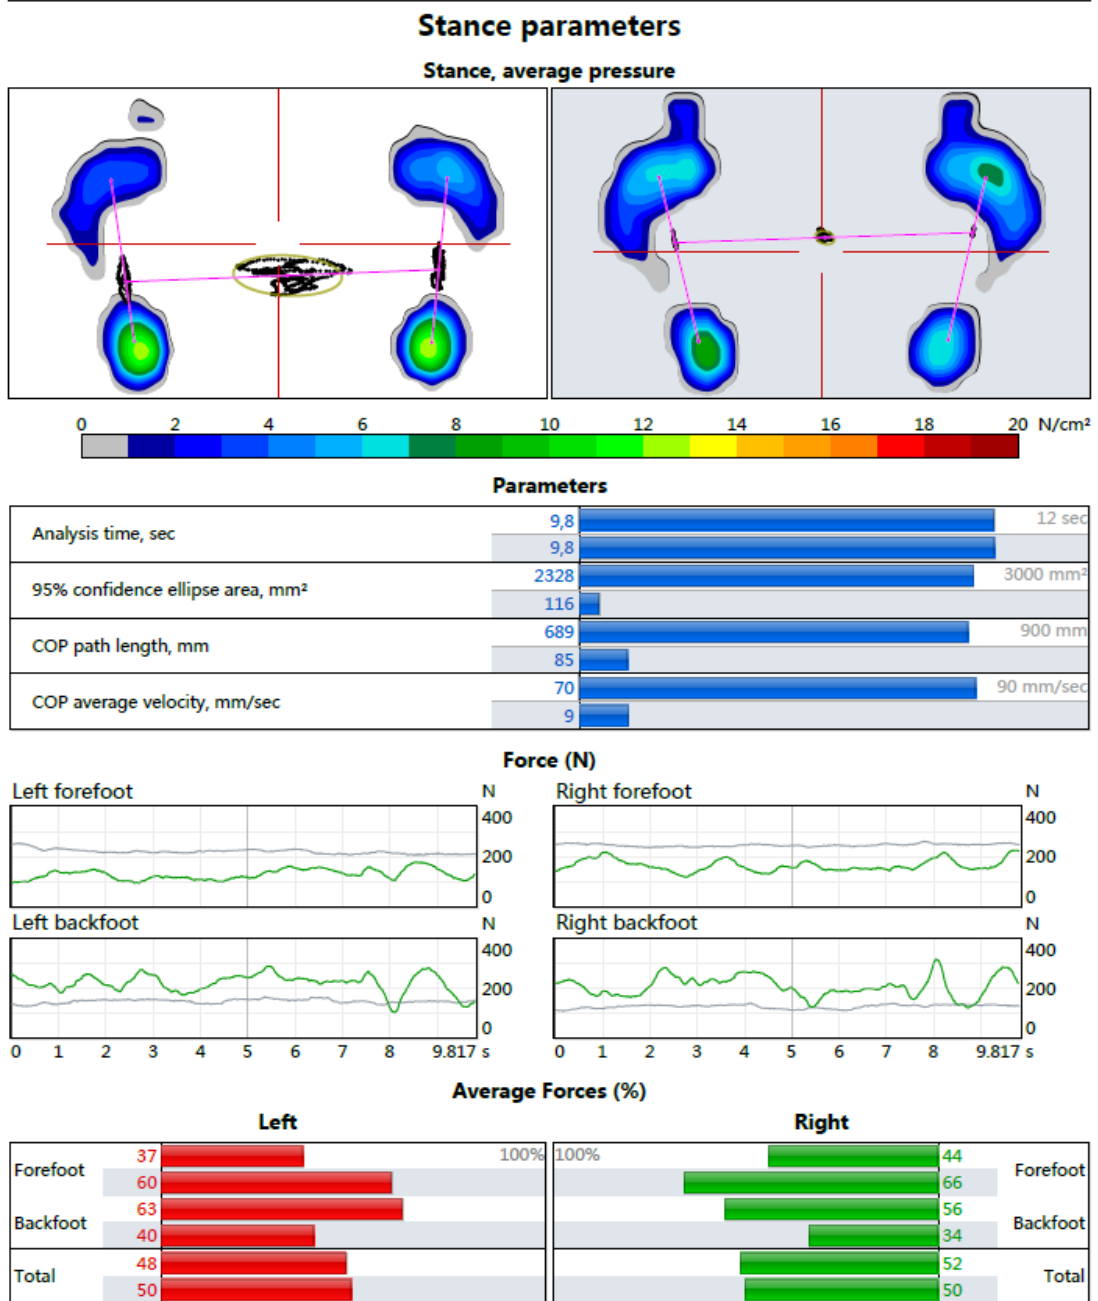 Stance parameters
Stance, average pressure
0 2 4 6 8 10 12 14 16 18 20 N/cm²
Parameters
Analysis time, sec
9,8 12 sec
9,8
95% confidence ellipse area, mm²
2328 3000 mm²
116
COP path length, mm
689 900 mm
85
COP average velocity, mm/sec
70 90 mm/sec
9
Force (N)
Left forefoot N
400
200
0
Right forefoot N
400
200
0
Left backfoot N
400
200
0
0 1 2 3 4 5 6 7 8 9.817 s
Right backfoot N
400
200
0
0 1 2 3 4 5 6 7 8 9.817 s
Average Forces (%)
Left Right
Forefoot 37 100% 100% 44 Forefoot
60 66
Backfoot 63 56 Backfoot
40 34
Total 48 52 Total
50 50